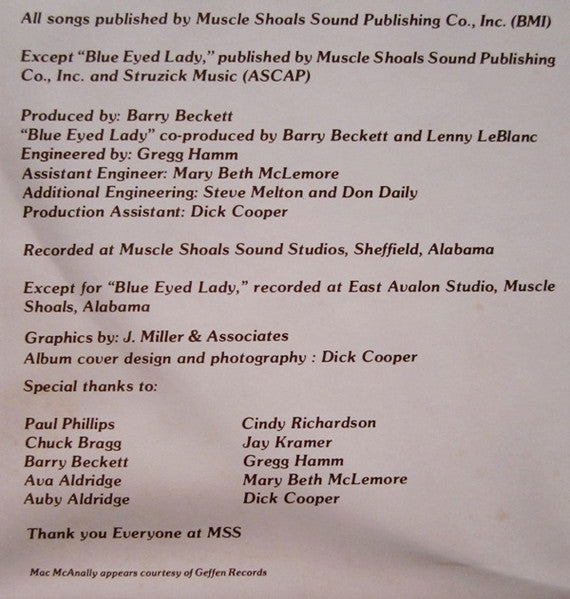 All songs published by Muscle Shoals Sound Publishing Co., Inc. (BMI)
Except “Blue Eyed Lady,” published by Muscle Shoals Sound Publishing
Co., Inc. and Struzick Music (ASCAP)
Produced by: Barry Beckett
“Blue Eyed Lady” co-produced by Barry Beckett and Lenny LeBlanc
Engineered by: Gregg Hamm
Assistant Engineer: Mary Beth McLemore
Additional Engineering: Steve Melton and Don Daily
Production Assistant: Dick Cooper
Recorded at Muscle Shoals Sound Studios, Sheffield, Alabama
Except for “Blue Eyed Lady,” recorded at East Avalon Studio, Muscle
Shoals, Alabama
Graphics by: J. Miller & Associates
Album cover design and photography : Dick Cooper
Special thanks to:
Paul Phillips
Chuck Bragg
Barry Beckett
Ava Aldridge
Auby Aldridge
Cindy Richardson
Jay Kramer
Gregg Hamm
Mary Beth McLemore
Dick Cooper
Thank you Everyone at MSS
Mac McAnally appears courtesy of Geffen Records